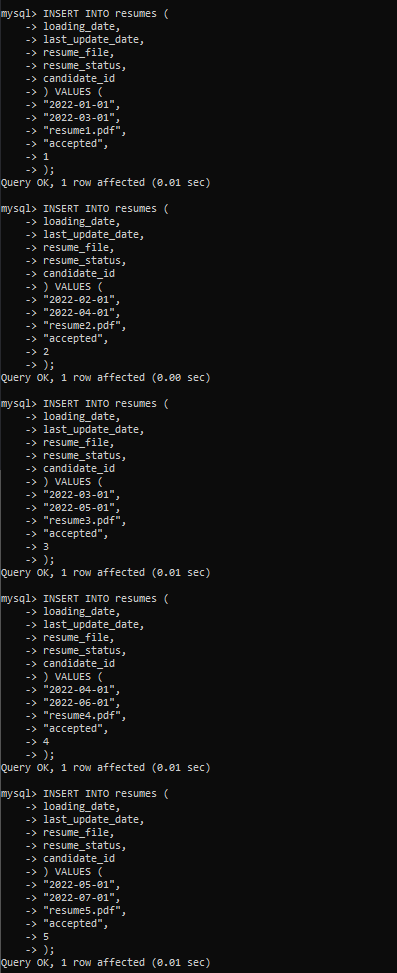 mysql> INSERT INTO resumes (
    -> loading_date,
    -> last_update_date,
    -> resume_file,
    -> resume_status,
    -> candidate_id
    -> ) VALUES (
    -> "2022-01-01",
    -> "2022-03-01",
    -> "resume1.pdf",
    -> "accepted",
    -> 1
    -> );
Query OK, 1 row affected (0.01 sec)

mysql> INSERT INTO resumes (
    -> loading_date,
    -> last_update_date,
    -> resume_file,
    -> resume_status,
    -> candidate_id
    -> ) VALUES (
    -> "2022-02-01",
    -> "2022-04-01",
    -> "resume2.pdf",
    -> "accepted",
    -> 2
    -> );
Query OK, 1 row affected (0.00 sec)

mysql> INSERT INTO resumes (
    -> loading_date,
    -> last_update_date,
    -> resume_file,
    -> resume_status,
    -> candidate_id
    -> ) VALUES (
    -> "2022-03-01",
    -> "2022-05-01",
    -> "resume3.pdf",
    -> "accepted",
    -> 3
    -> );
Query OK, 1 row affected (0.01 sec)

mysql> INSERT INTO resumes (
    -> loading_date,
    -> last_update_date,
    -> resume_file,
    -> resume_status,
    -> candidate_id
    -> ) VALUES (
    -> "2022-04-01",
    -> "2022-06-01",
    -> "resume4.pdf",
    -> "accepted",
    -> 4
    -> );
Query OK, 1 row affected (0.01 sec)

mysql> INSERT INTO resumes (
    -> loading_date,
    -> last_update_date,
    -> resume_file,
    -> resume_status,
    -> candidate_id
    -> ) VALUES (
    -> "2022-05-01",
    -> "2022-07-01",
    -> "resume5.pdf",
    -> "accepted",
    -> 5
    -> );
Query OK, 1 row affected (0.01 sec)